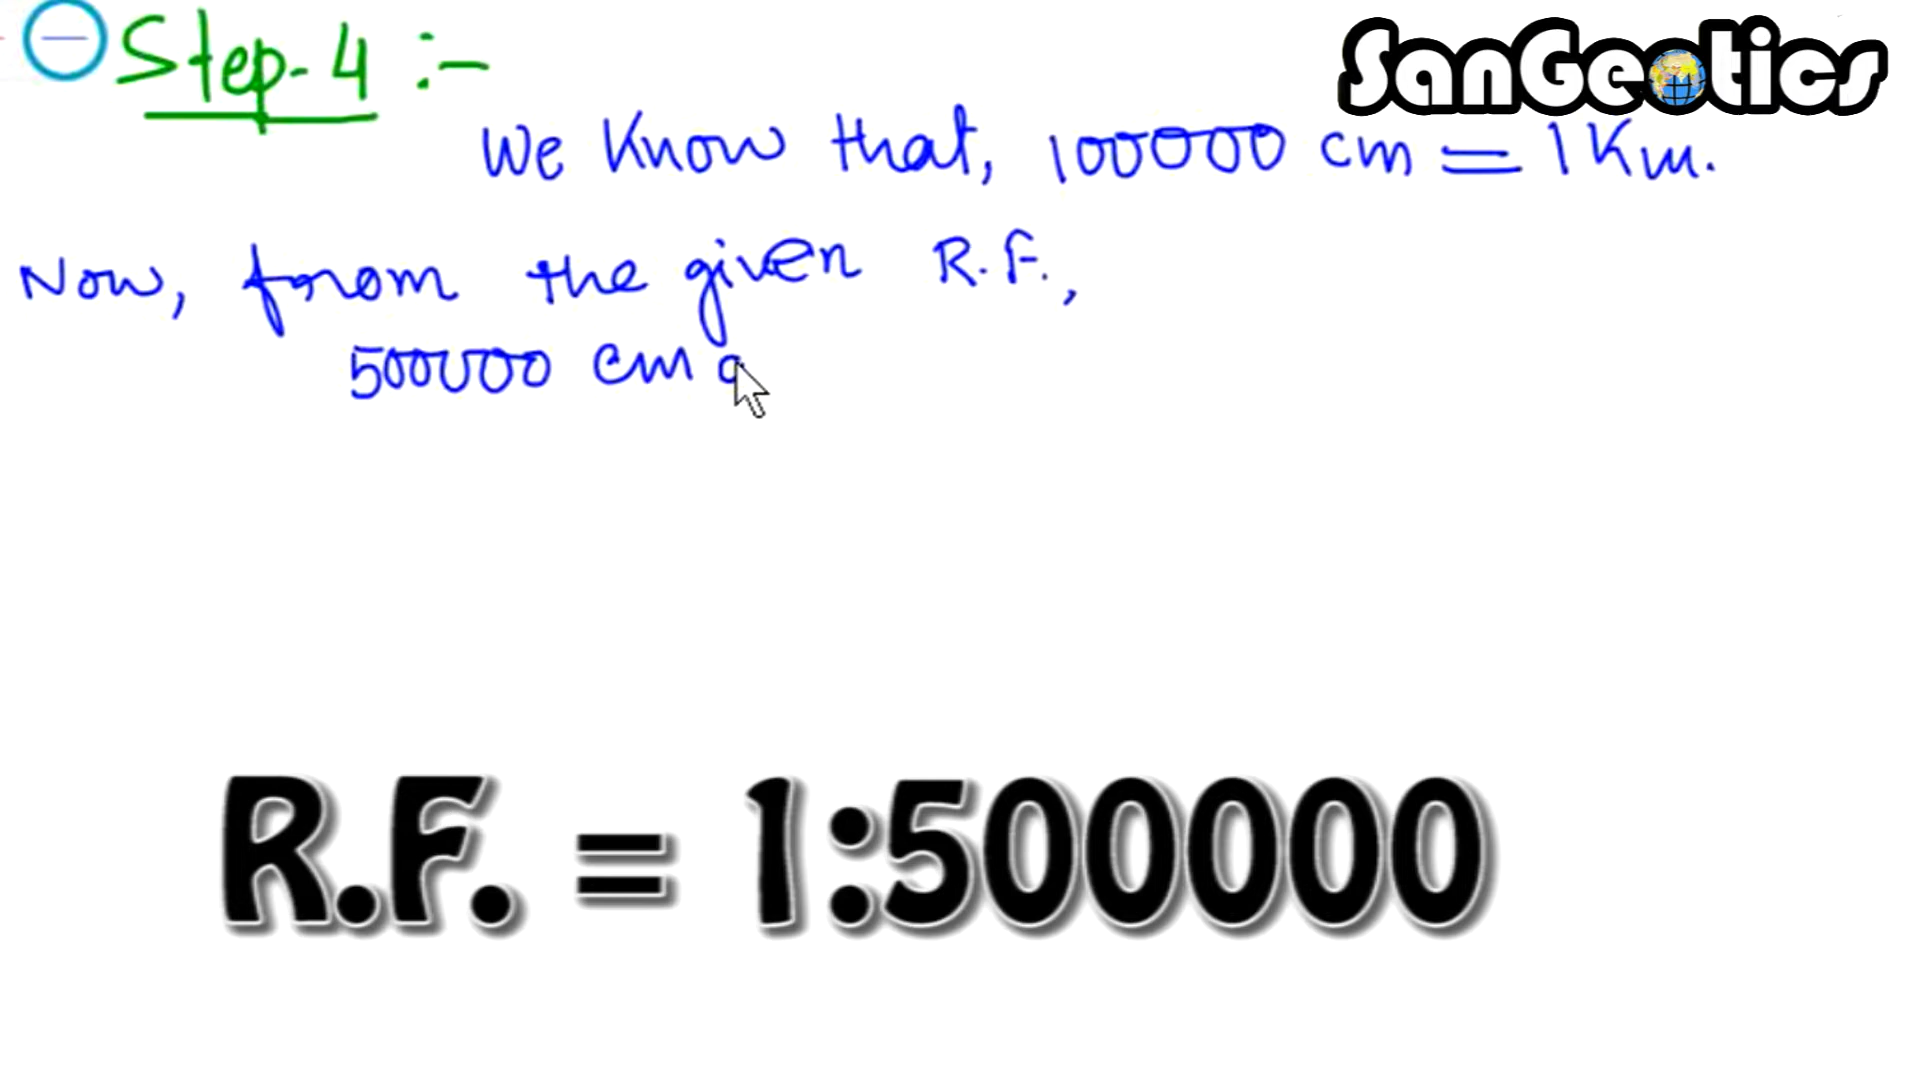 Step-4 :-
SanGeotics
We Know that, 100000 cm = 1 Km.
Now, from the given R.F.,
500000 cm
R.F. = 1:500000